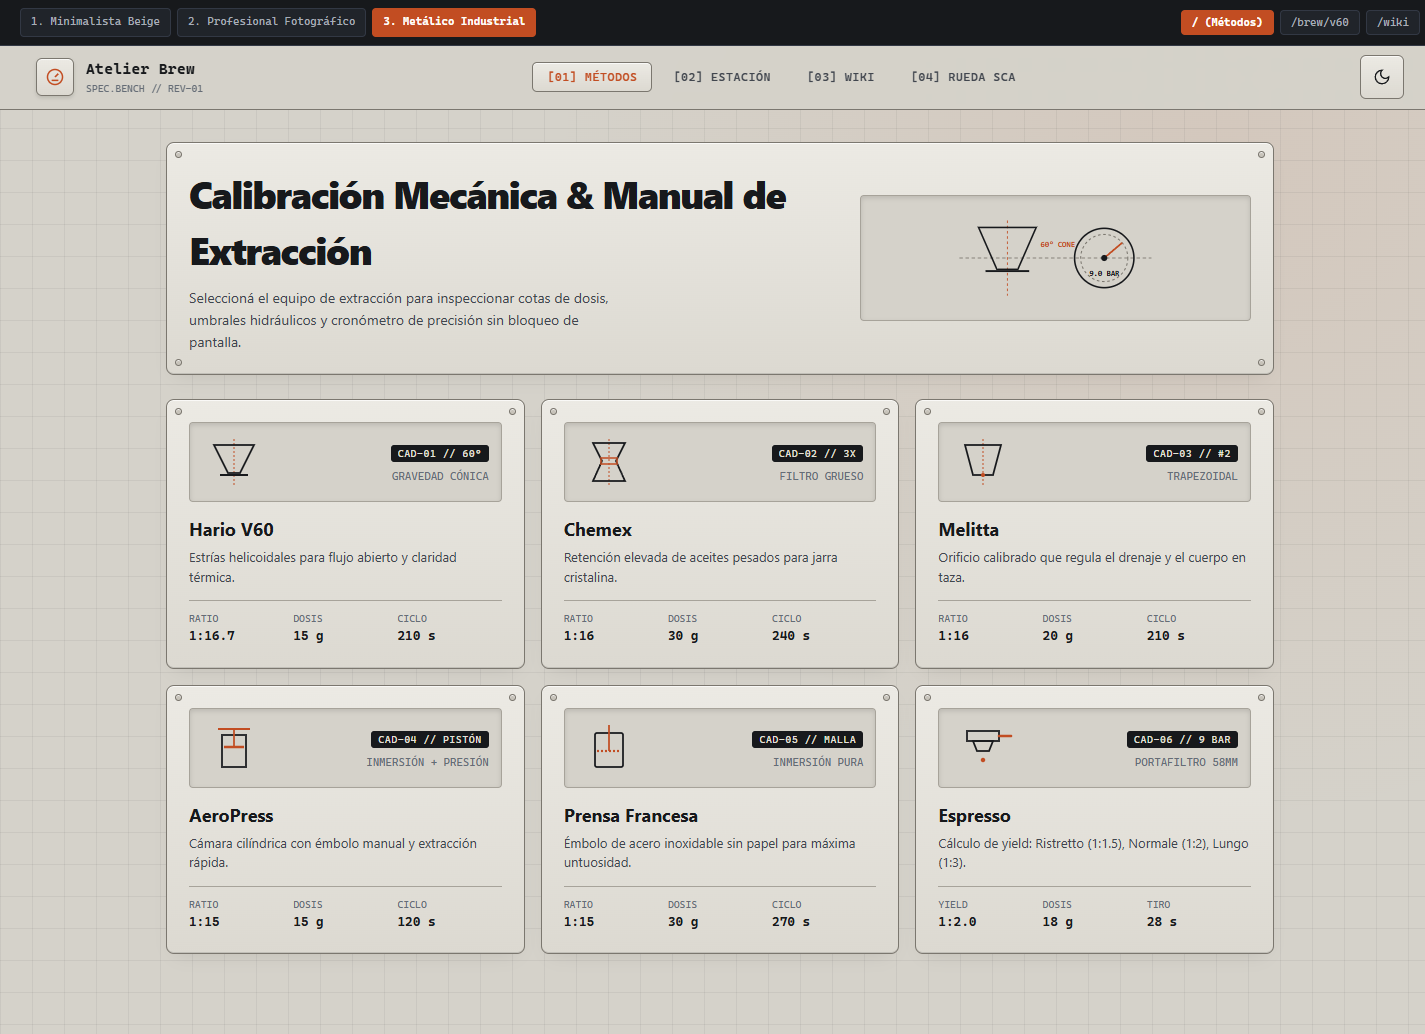 1. Minimalista Beige
2. Profesional Fotográfico
3. Metálico Industrial
/ (Métodos)
/brew/v60
/wiki
Atelier Brew
SPEC.BENCH // REV-01
[01] MÉTODOS
[02] ESTACIÓN
[03] WIKI
[04] RUEDA SCA
Calibración Mecánica & Manual de
Extracción
Seleccioná el equipo de extracción para inspeccionar cotas de dosis,
umbrales hidráulicos y cronómetro de precisión sin bloqueo de
pantalla.
60° CONE
9.0 BAR
CAD-01 // 60°
GRAVEDAD CÓNICA
Hario V60
Estrías helicoidales para flujo abierto y claridad
térmica.
RATIO DOSIS CICLO
1:16.7 15 g 210 s
CAD-02 // 3X
FILTRO GRUESO
Chemex
Retención elevada de aceites pesados para jarra
cristalina.
RATIO DOSIS CICLO
1:16 30 g 240 s
CAD-03 // #2
TRAPEZOIDAL
Melitta
Orificio calibrado que regula el drenaje y el cuerpo en
taza.
RATIO DOSIS CICLO
1:16 20 g 210 s
CAD-04 // PISTÓN
INMERSIÓN + PRESIÓN
AeroPress
Cámara cilíndrica con émbolo manual y extracción
rápida.
RATIO DOSIS CICLO
1:15 15 g 120 s
CAD-05 // MALLA
INMERSIÓN PURA
Prensa Francesa
Émbolo de acero inoxidable sin papel para máxima
untuosidad.
RATIO DOSIS CICLO
1:15 30 g 270 s
CAD-06 // 9 BAR
PORTAFILTRO 58MM
Espresso
Cálculo de yield: Ristretto (1:1.5), Normale (1:2), Lungo
(1:3).
YIELD DOSIS TIRO
1:2.0 18 g 28 s